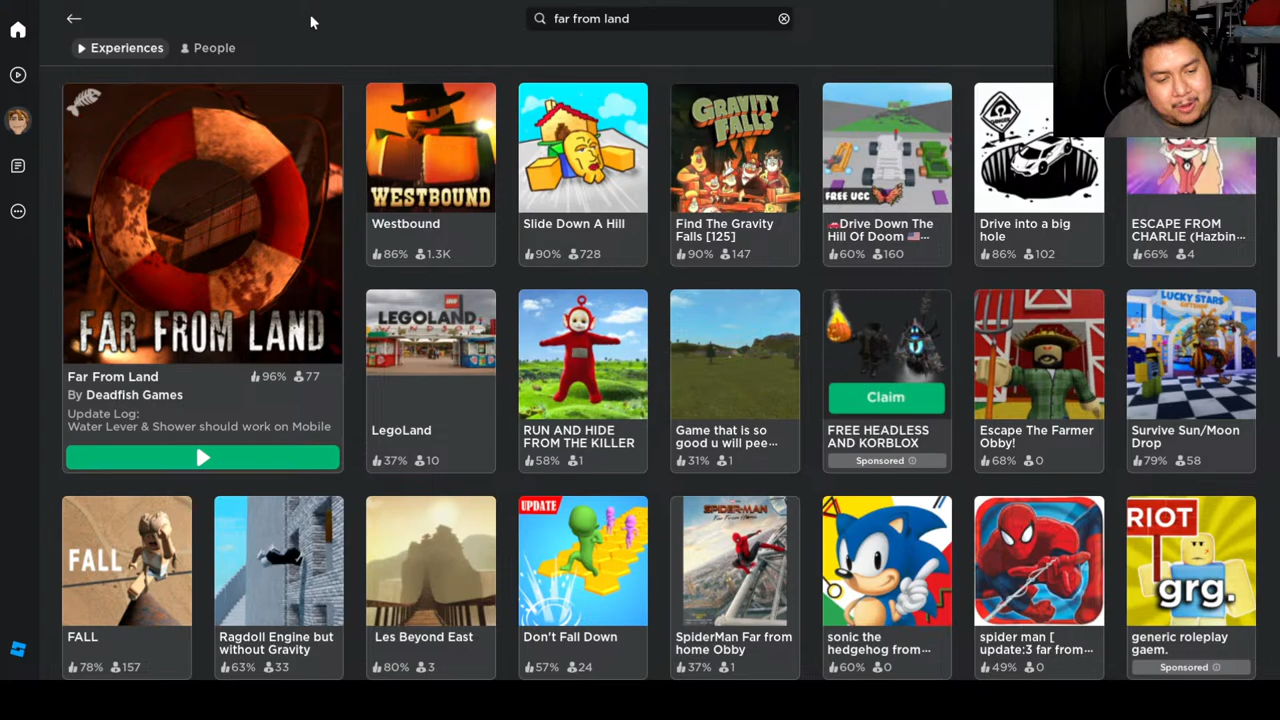 far from land
Experiences
People
FAR FROM LAND
Far From Land
96% 77
By Deadfish Games
Update Log:
Water Lever & Shower should work on Mobile
WESTBOUND
Westbound
86% 1.3K
Slide Down A Hill
90% 728
GRAVITY
FALLS
Find The Gravity
Falls [125]
90% 147
FREE UGC
🚗Drive Down The
Hill Of Doom 🇺🇸...
60% 160
Drive into a big
hole
86% 102
ESCAPE FROM
CHARLIE (Hazbin...
66% 4
LEGO
LEGOLAND
LegoLand
37% 10
RUN AND HIDE
FROM THE KILLER
58% 1
Game that is so
good u will pee...
31% 1
Claim
FREE HEADLESS
AND KORBLOX
Sponsored
Escape The Farmer
Obby!
68% 0
LUCKY STARS
Survive Sun/Moon
Drop
79% 58
FALL
FALL
78% 157
Ragdoll Engine but
without Gravity
63% 33
Les Beyond East
80% 3
UPDATE
Don't Fall Down
57% 24
SPIDER-MAN
SpiderMan Far from
home Obby
37% 1
sonic the
hedgehog from...
60% 0
spider man [
update:3 far from...
49% 0
RIOT
grg.
generic roleplay
gaem.
Sponsored